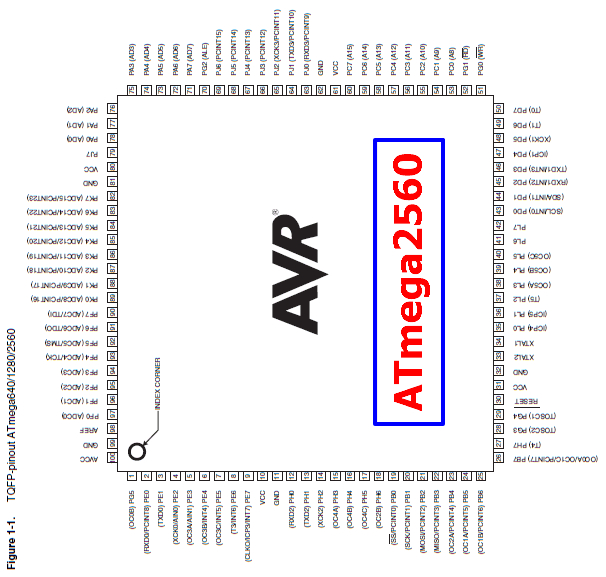 Figure 1-1. TQFP-pinout ATmega640/1280/2560
75 PA3 (AD3)
74 PA4 (AD4)
73 PA5 (AD5)
72 PA6 (AD6)
71 PA7 (AD7)
70 PG2 (ALE)
69 PJ6 (PCINT15)
68 PJ5 (PCINT14)
67 PJ4 (PCINT13)
66 PJ3 (PCINT12)
65 PJ2 (XCK3/PCINT11)
64 PJ1 (TXD3/PCINT10)
63 PJ0 (RXD3/PCINT9)
62 GND
61 VCC
60 PC7 (A15)
59 PC6 (A14)
58 PC5 (A13)
57 PC4 (A12)
56 PC3 (A11)
55 PC2 (A10)
54 PC1 (A9)
53 PC0 (A8)
52 PG1 (RD)
51 PG0 (WR)
76 PA2 (AD2)
77 PA1 (AD1)
78 PA0 (AD0)
79 PJ7
80 VCC
81 GND
82 PK7 (ADC15/PCINT23)
83 PK6 (ADC14/PCINT22)
84 PK5 (ADC13/PCINT21)
85 PK4 (ADC12/PCINT20)
86 PK3 (ADC11/PCINT19)
87 PK2 (ADC10/PCINT18)
88 PK1 (ADC9/PCINT17)
89 PK0 (ADC8/PCINT16)
90 PF7 (ADC7/TDI)
91 PF6 (ADC6/TDO)
92 PF5 (ADC5/TMS)
93 PF4 (ADC4/TCK)
94 PF3 (ADC3)
95 PF2 (ADC2)
96 PF1 (ADC1)
97 PF0 (ADC0)
98 AREF
99 GND
100 AVCC
INDEX CORNER
AVR®
ATmega2560
50 PD7 (T0)
49 PD6 (T1)
48 PD5 (XCK1)
47 PD4 (ICP1)
46 PD3 (TXD1/INT3)
45 PD2 (RXD1/INT2)
44 PD1 (SDA/INT1)
43 PD0 (SCL/INT0)
42 PL7
41 PL6
40 PL5 (OC5C)
39 PL4 (OC5B)
38 PL3 (OC5A)
37 PL2 (T5)
36 PL1 (ICP5)
35 PL0 (ICP4)
34 XTAL1
33 XTAL2
32 GND
31 VCC
30 RESET
29 PG4 (TOSC1)
28 PG3 (TOSC2)
27 PH7 (T4)
26 PB7 (OC0A/OC1C/PCINT7)
1 (OC0B) PG5
2 (RXD0/PCINT8) PE0
3 (TXD0) PE1
4 (XCK0/AIN0) PE2
5 (OC3A/AIN1) PE3
6 (OC3B/INT4) PE4
7 (OC3C/INT5) PE5
8 (T3/INT6) PE6
9 (CLKO/ICP3/INT7) PE7
10 VCC
11 GND
12 (RXD2) PH0
13 (TXD2) PH1
14 (XCK2) PH2
15 (OC4A) PH3
16 (OC4B) PH4
17 (OC4C) PH5
18 (OC2B) PH6
19 (SS/PCINT0) PB0
20 (SCK/PCINT1) PB1
21 (MOSI/PCINT2) PB2
22 (MISO/PCINT3) PB3
23 (OC2A/PCINT4) PB4
24 (OC1A/PCINT5) PB5
25 (OC1B/PCINT6) PB6